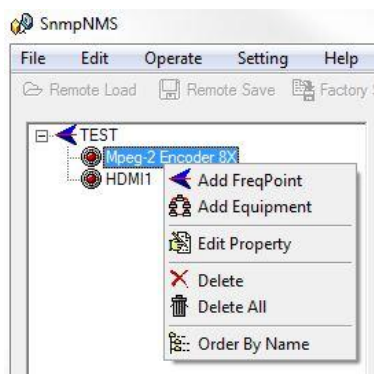 SnmpNMS
File Edit Operate Setting Help
Remote Load Remote Save Factory
TEST
Mpeg-2 Encoder 8X
HDMI1
Add FreqPoint
Add Equipment
Edit Property
Delete
Delete All
Order By Name